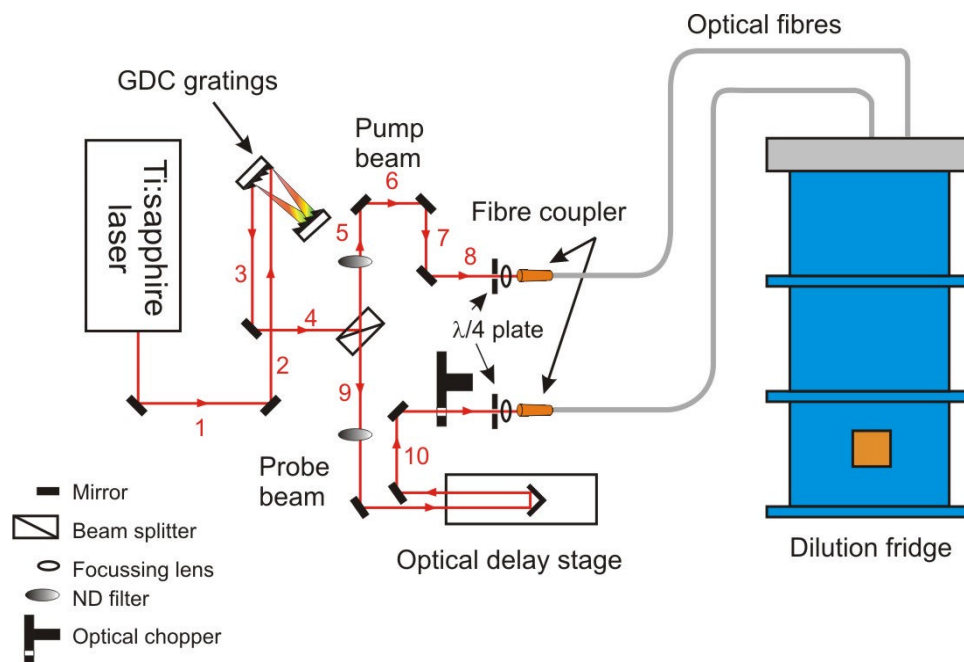 Optical fibres
GDC gratings
Pump
beam
Ti:sapphire
laser
6
Fibre coupler
5
7
3
8
4
λ/4 plate
2
9
1
10
Probe
beam
Mirror
Beam splitter
Optical delay stage
Dilution fridge
Focussing lens
ND filter
Optical chopper